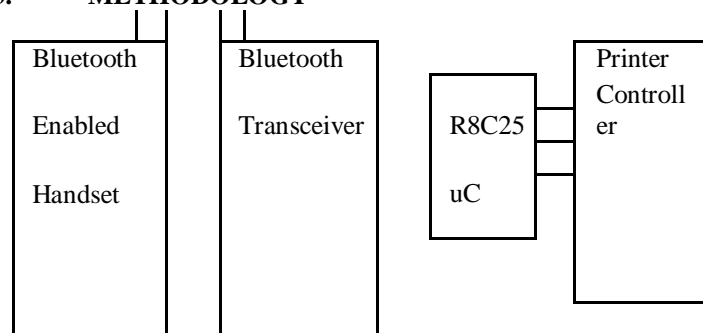 METHODOLOGY
Bluetooth
Enabled
Handset
Bluetooth
Transceiver
R8C25
uC
Printer
Controll
er